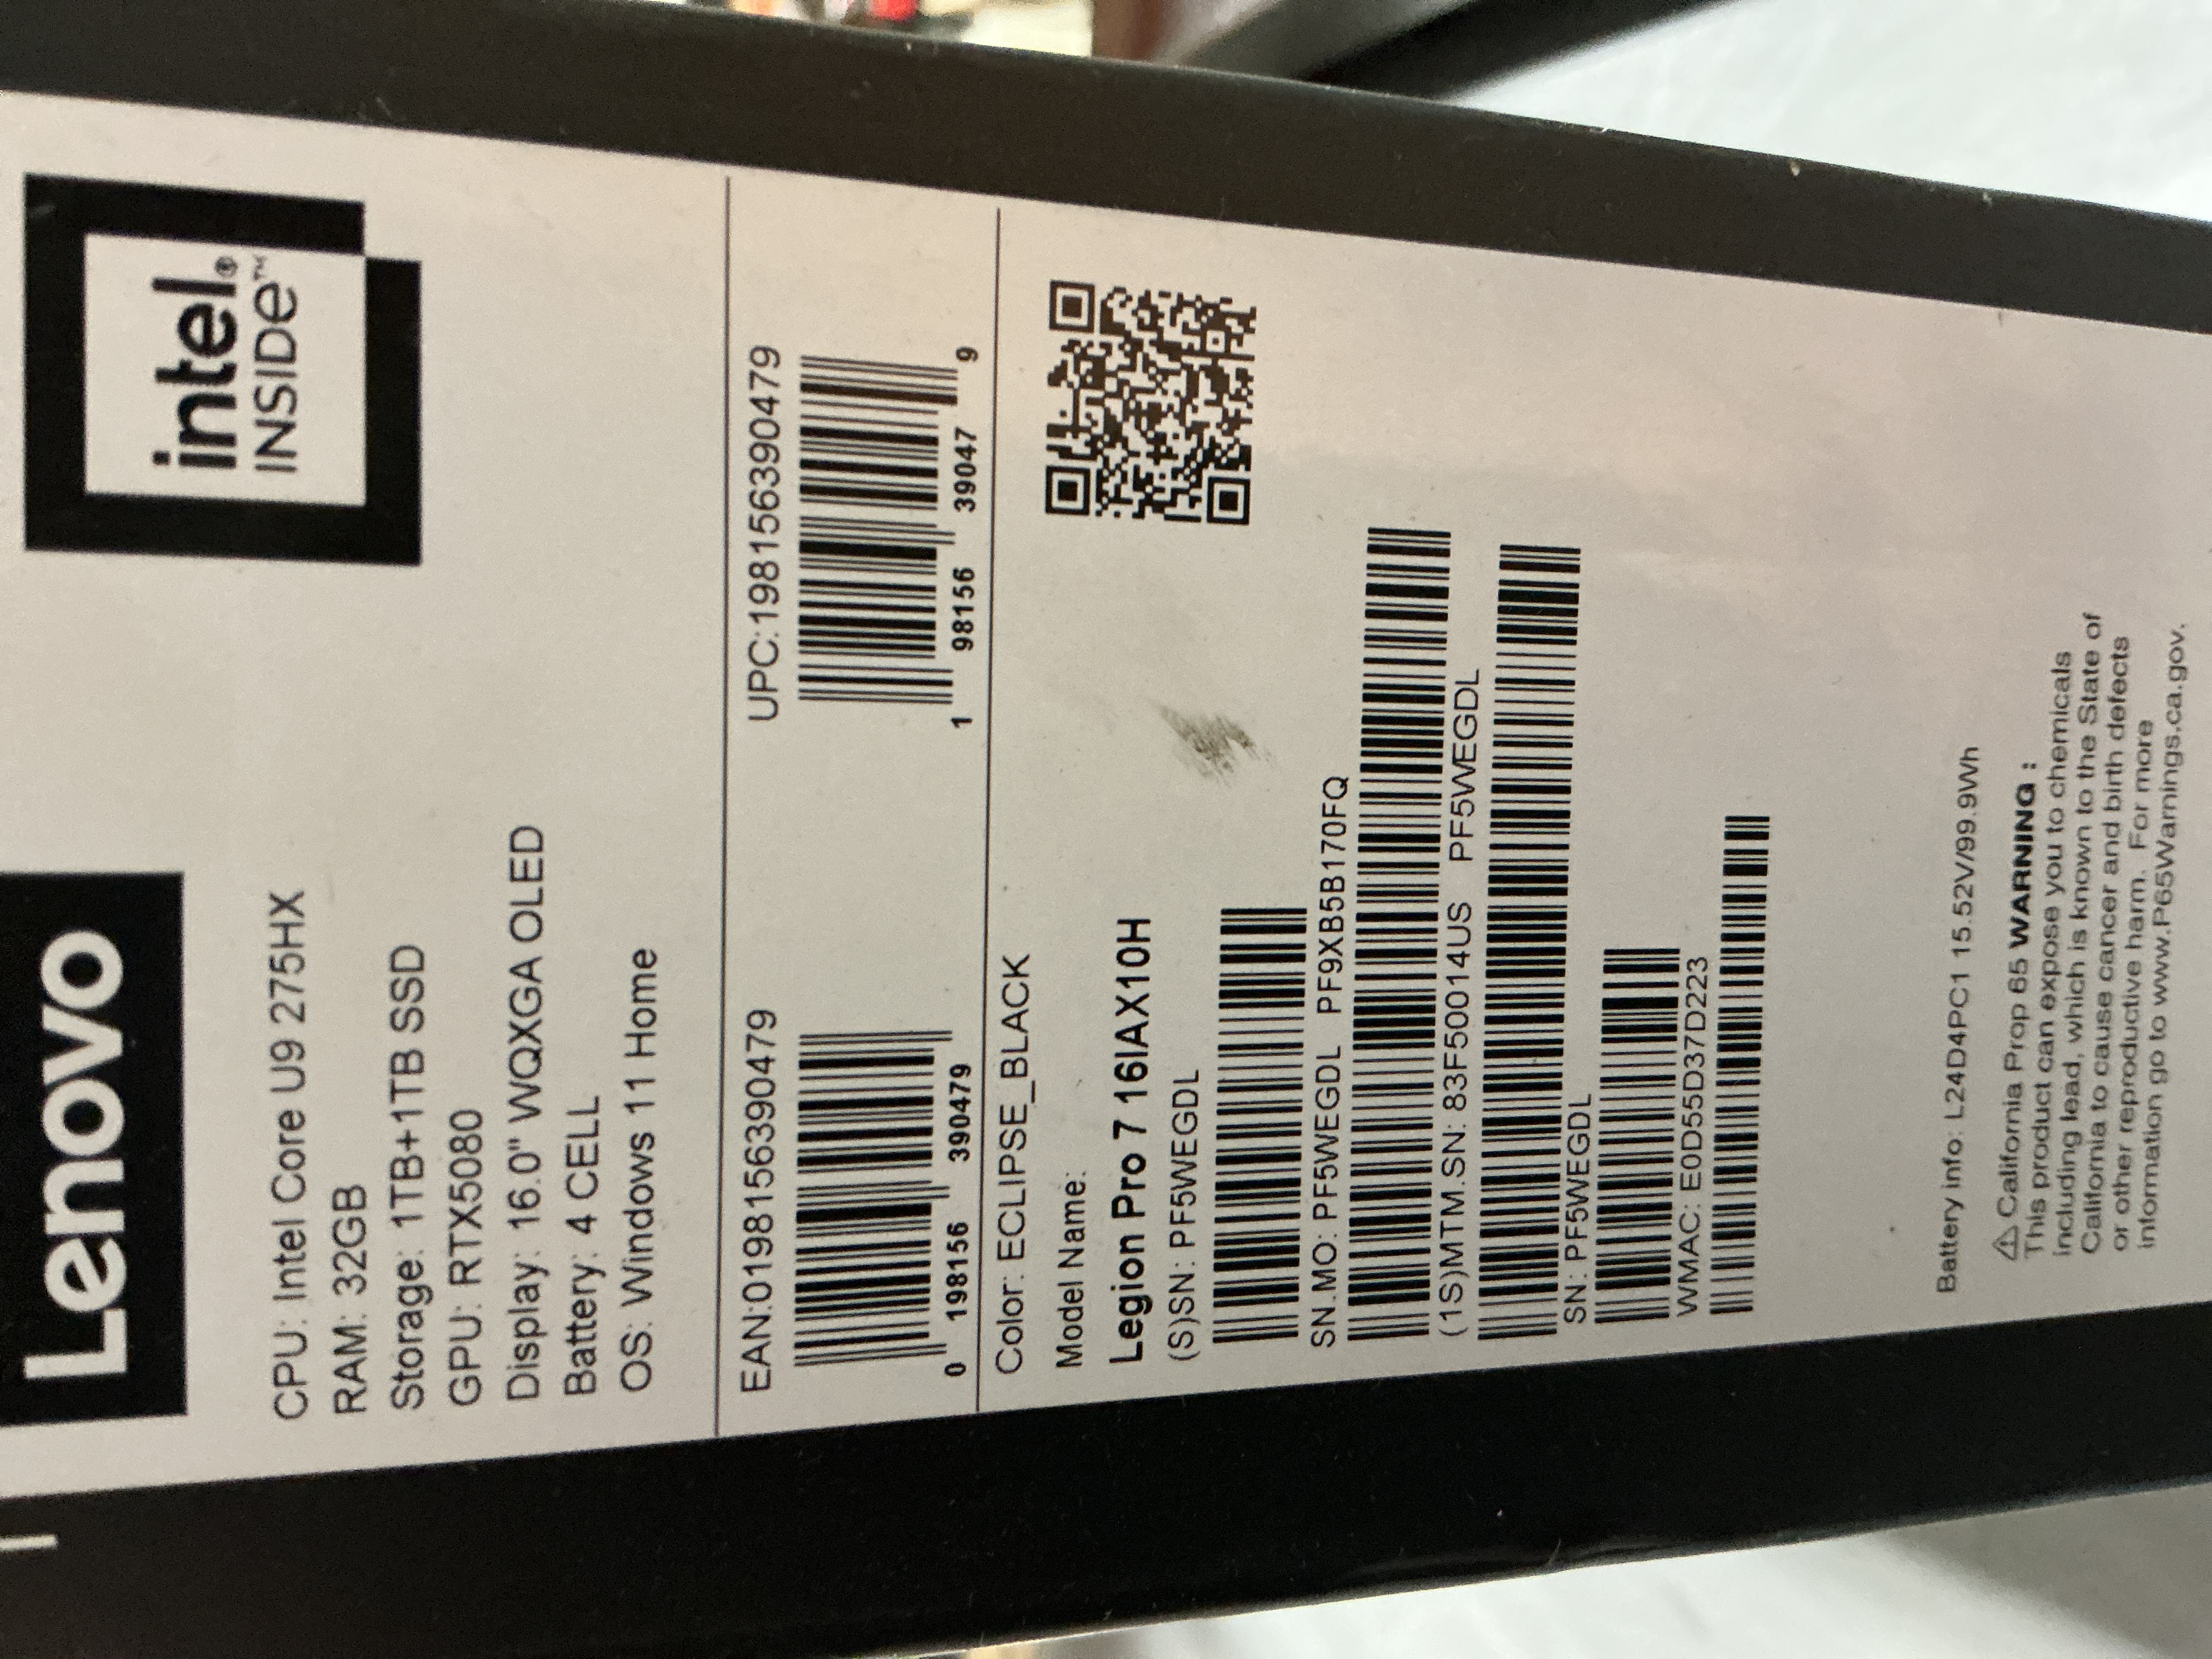 Lenovo
intel®
INSIDE™
CPU: Intel Core U9 275HX
RAM: 32GB
Storage: 1TB+1TB SSD
GPU: RTX5080
Display: 16.0" WQXGA OLED
Battery: 4 CELL
OS: Windows 11 Home
EAN:0198156390479
0 198156 390479
UPC:198156390479
1 98156 39047 9
Color: ECLIPSE_BLACK
Model Name:
Legion Pro 7 16IAX10H
(S)SN: PF5WEGDL
SN.MO: PF5WEGDL PF9XB5B170FQ
(1S)MTM.SN: 83F50014US PF5WEGDL
SN: PF5WEGDL
WMAC: E0D55D37D223
Battery info: L24D4PC1 15.52V/99.9Wh
⚠ California Prop 65 WARNING :
This product can expose you to chemicals
including lead, which is known to the State of
California to cause cancer and birth defects
or other reproductive harm. For more
information go to www.P65Warnings.ca.gov.